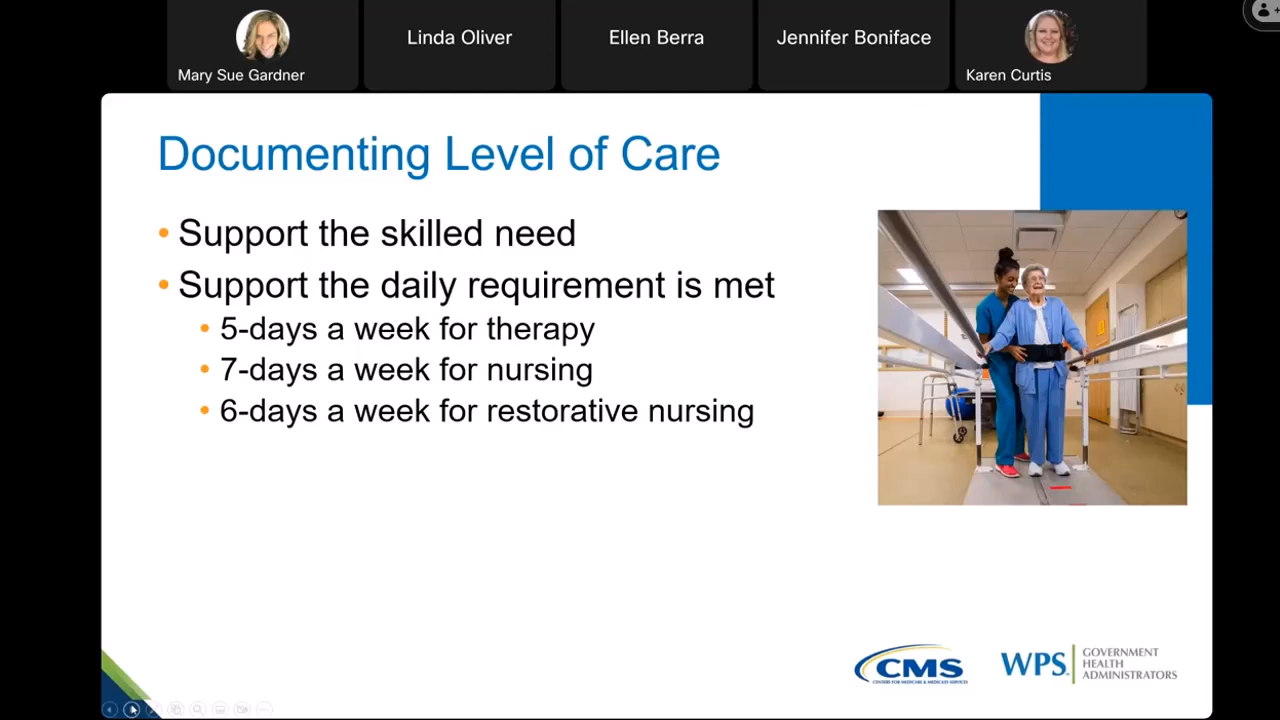 Linda Oliver
Ellen Berra
Jennifer Boniface
Mary Sue Gardner
Karen Curtis
Documenting Level of Care
• Support the skilled need
• Support the daily requirement is met
• 5-days a week for therapy
• 7-days a week for nursing
• 6-days a week for restorative nursing
CMS
CENTERS FOR MEDICARE & MEDICAID SERVICES
WPS
GOVERNMENT
HEALTH
ADMINISTRATORS